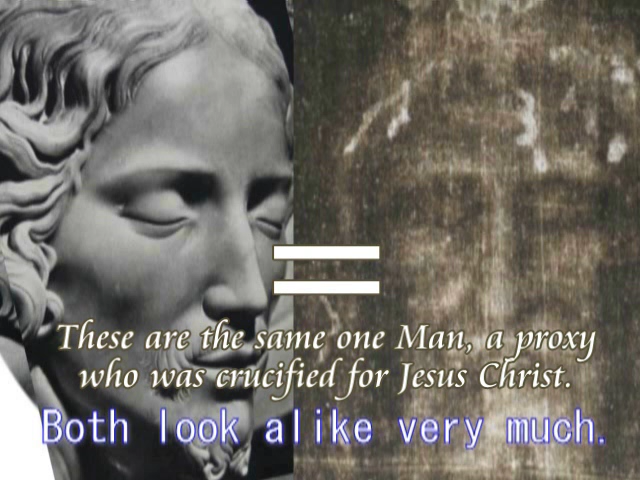 These are the same one Man, a proxy
who was crucified for Jesus Christ.
Both look alike very much.